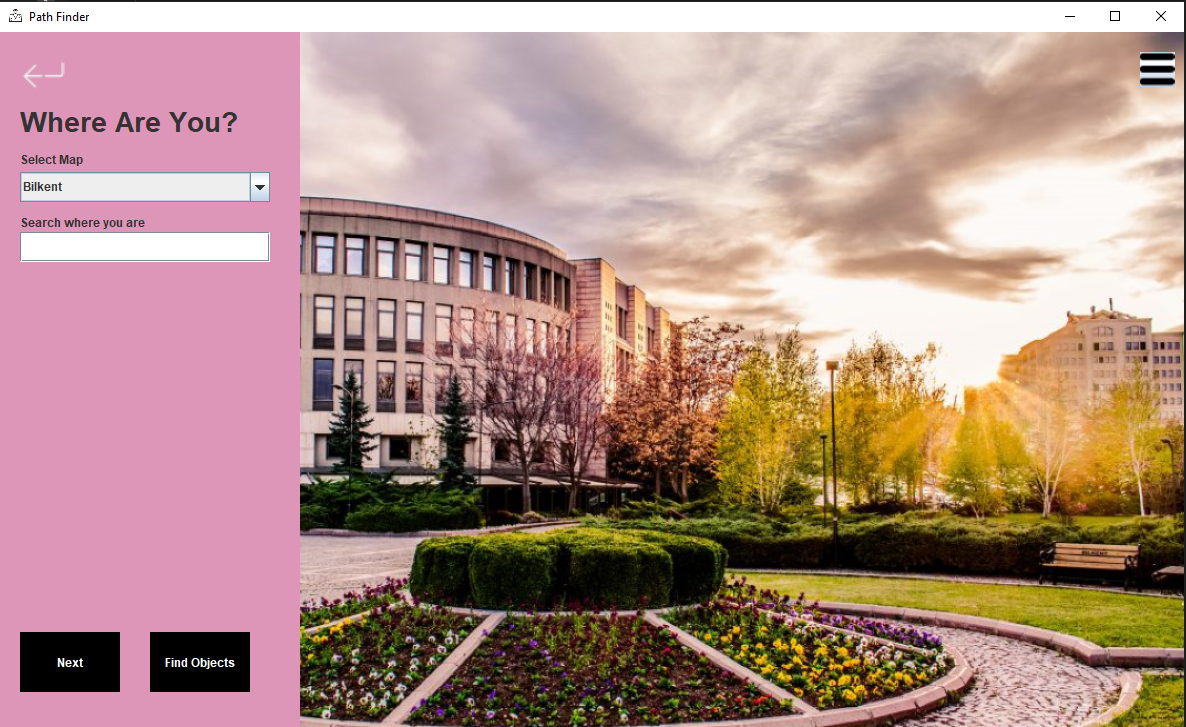 Path Finder
Where Are You?
Select Map
Bilkent
Search where you are
Next
Find Objects
BILKENT